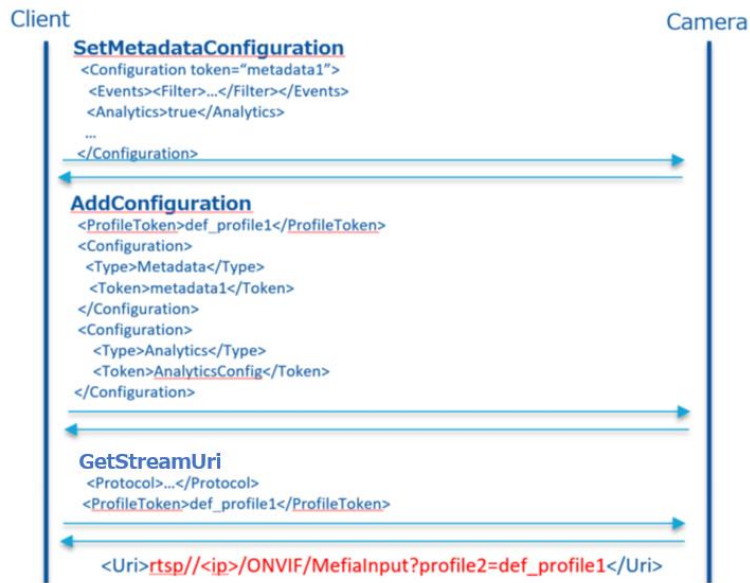 Client
Camera
SetMetadataConfiguration
<Configuration token="metadata1">
<Events><Filter>...</Filter></Events>
<Analytics>true</Analytics>
...
</Configuration>
AddConfiguration
<ProfileToken>def_profile1</ProfileToken>
<Configuration>
<Type>Metadata</Type>
<Token>metadata1</Token>
</Configuration>
<Configuration>
<Type>Analytics</Type>
<Token>AnalyticsConfig</Token>
</Configuration>
GetStreamUri
<Protocol>...</Protocol>
<ProfileToken>def_profile1</ProfileToken>
<Uri>rtsp//<ip>/ONVIF/MefiaInput?profile2=def_profile1</Uri>